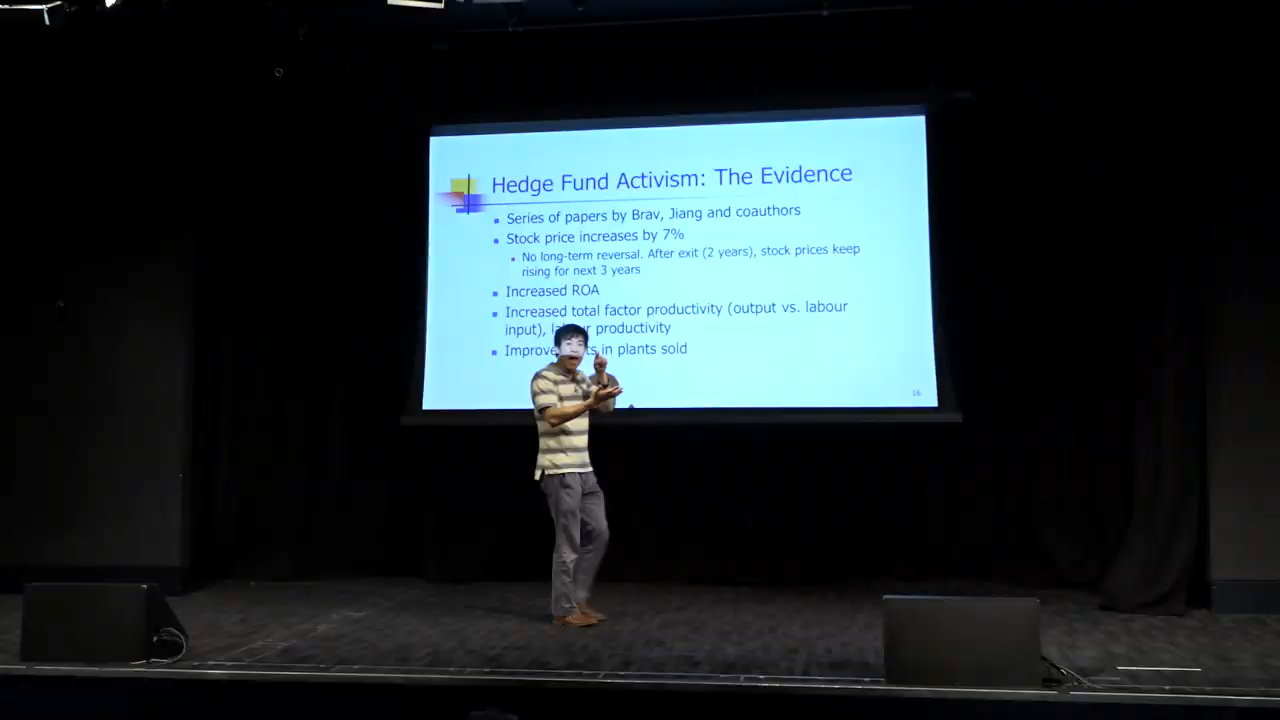 Hedge Fund Activism: The Evidence
Series of papers by Brav, Jiang and coauthors
Stock price increases by 7%
No long-term reversal. After exit (2 years), stock prices keep
rising for next 3 years
Increased ROA
Increased total factor productivity (output vs. labour
input), productivity
in plants sold
16